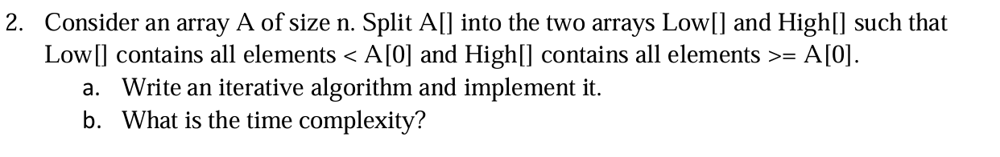 2. Consider an array A of size n. Split A[] into the two arrays Low[] and High[] such that
Low[] contains all elements < A[0] and High[] contains all elements >= A[0].
a. Write an iterative algorithm and implement it.
b. What is the time complexity?